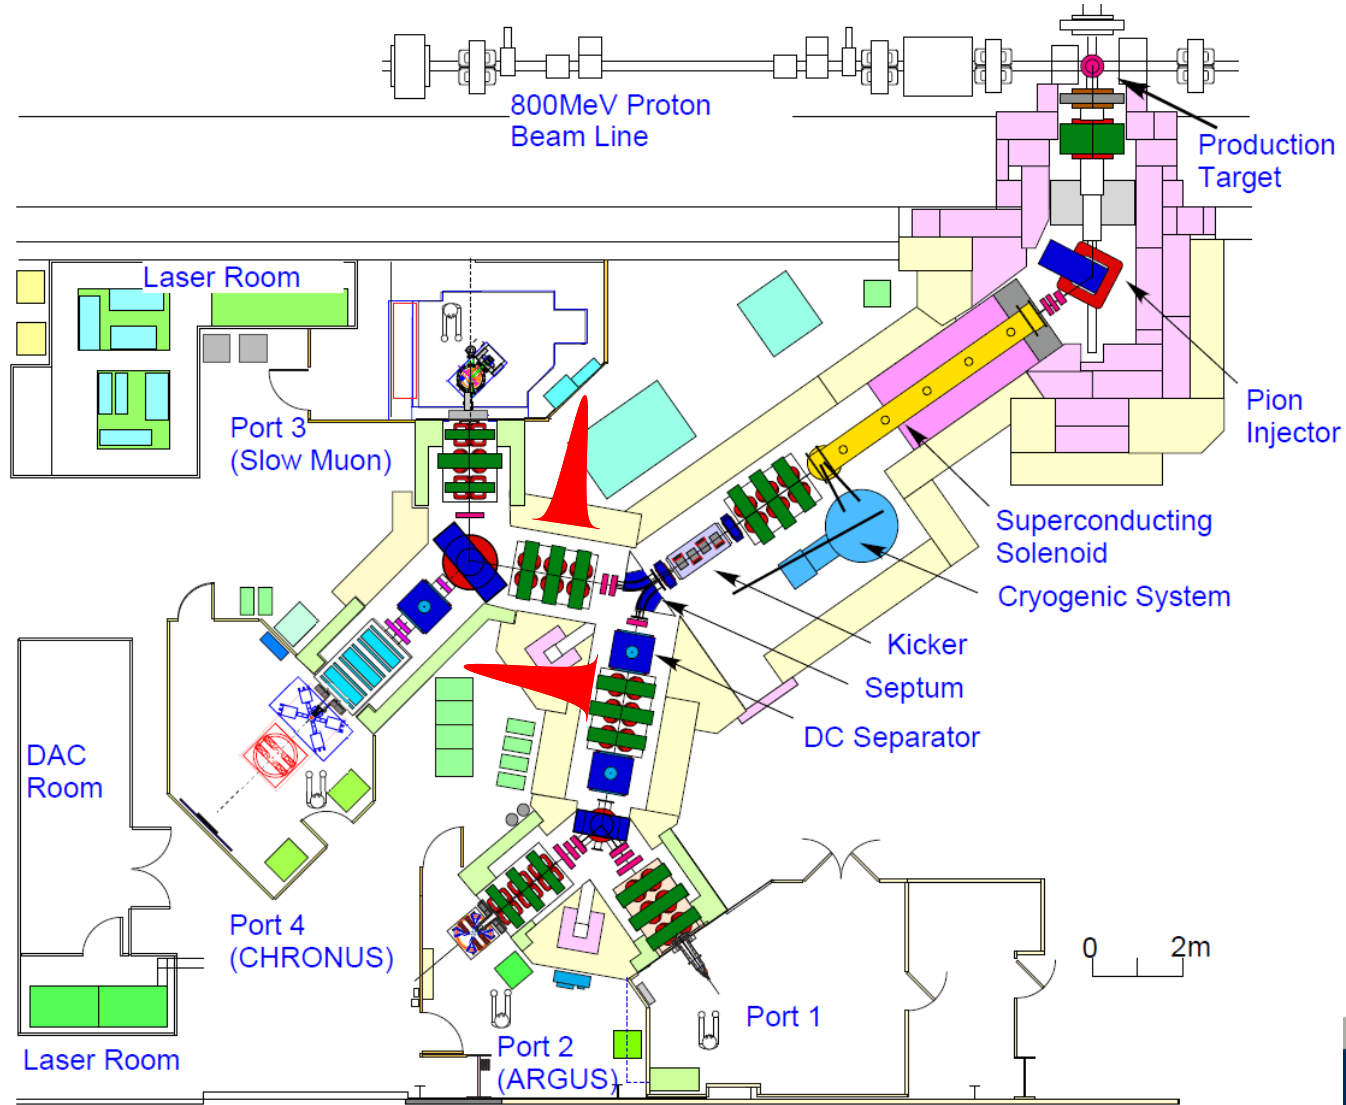 800MeV Proton
Beam Line
Production
Target
Laser Room
Pion
Injector
Port 3
(Slow Muon)
Superconducting
Solenoid
Cryogenic System
Kicker
Septum
DC Separator
DAC
Room
Port 4
(CHRONUS)
0 2m
Port 1
Port 2
(ARGUS)
Laser Room